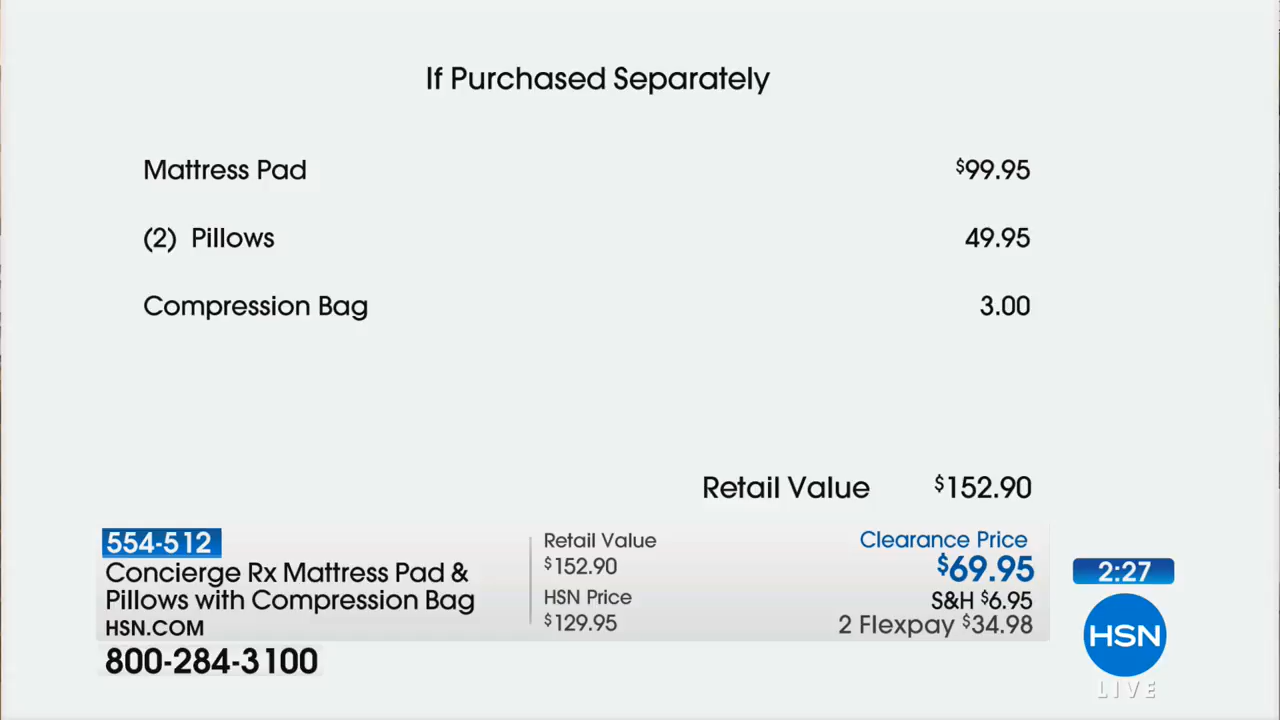 If Purchased Separately
Mattress Pad $99.95
(2) Pillows 49.95
Compression Bag 3.00
Retail Value $152.90
554-512
Concierge Rx Mattress Pad &
Pillows with Compression Bag
HSN.COM
800-284-3100
Retail Value
$152.90
HSN Price
$129.95
Clearance Price
$69.95
S&H $6.95
2 Flexpay $34.98
2:27
HSN
LIVE